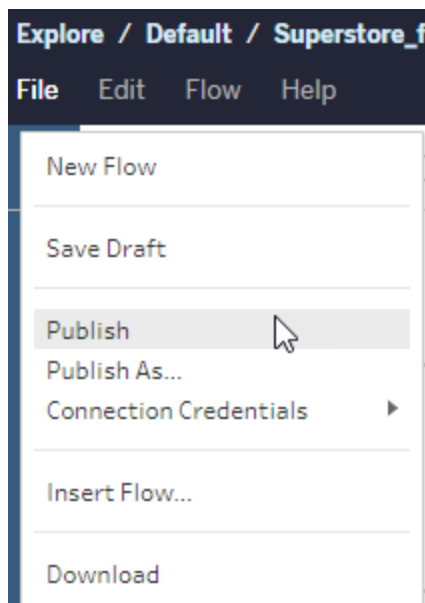 Explore / Default / Superstore_f
File Edit Flow Help
New Flow
Save Draft
Publish
Publish As...
Connection Credentials
Insert Flow...
Download